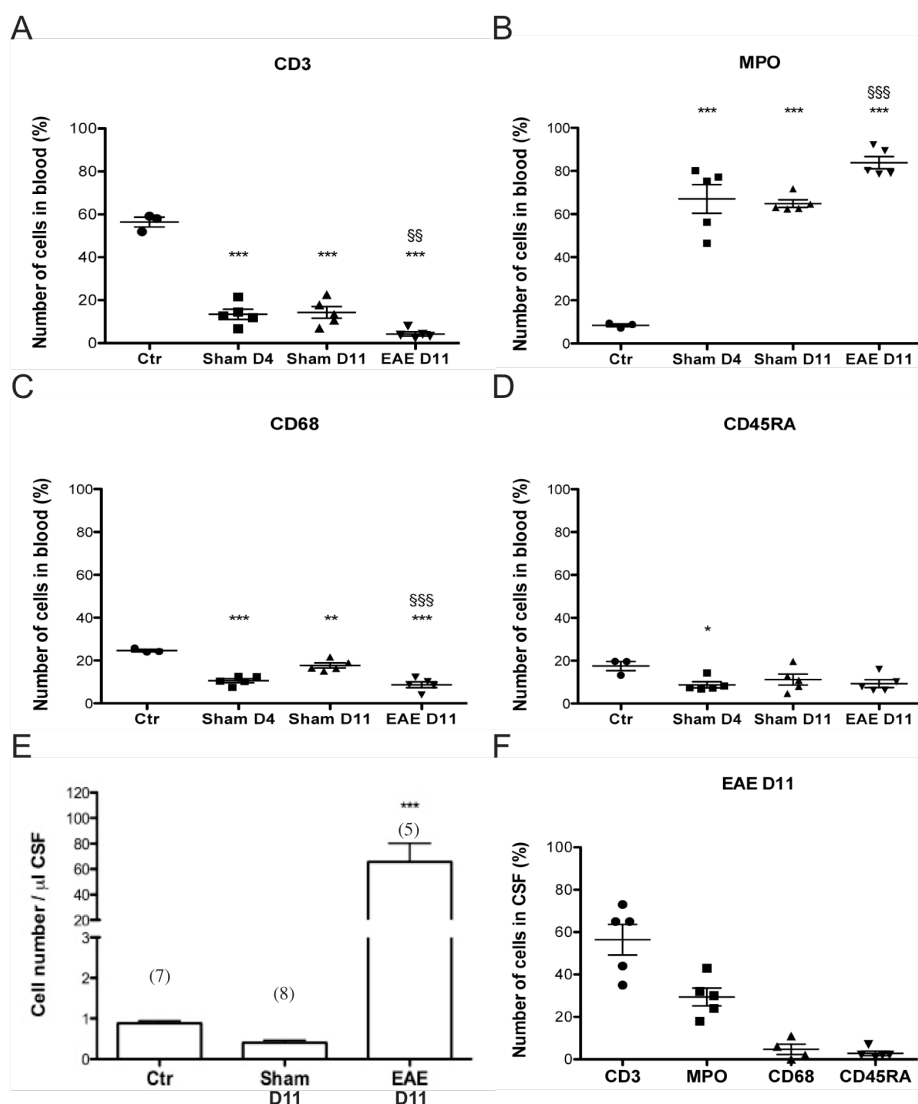 A
CD3
Number of cells in blood (%)
100
80
60
40
20
0
***
***
§§
***
Ctr
Sham D4
Sham D11
EAE D11
B
MPO
Number of cells in blood (%)
100
80
60
40
20
0
***
***
§§§
***
Ctr
Sham D4
Sham D11
EAE D11
C
CD68
Number of cells in blood (%)
100
80
60
40
20
0
***
**
§§§
***
Ctr
Sham D4
Sham D11
EAE D11
D
CD45RA
Number of cells in blood (%)
100
80
60
40
20
0
*
Ctr
Sham D4
Sham D11
EAE D11
E
Cell number / µl CSF
120
100
80
60
40
20
3
2
1
0
(7)
(8)
***
(5)
Ctr
Sham
D11
EAE
D11
F
EAE D11
Number of cells in CSF (%)
100
80
60
40
20
0
CD3
MPO
CD68
CD45RA